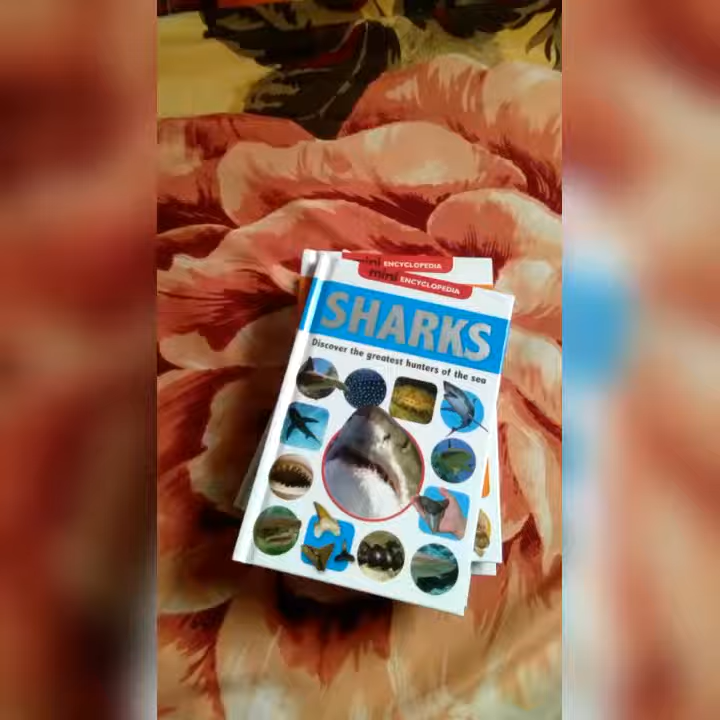 mini ENCYCLOPEDIA
mini ENCYCLOPEDIA
SHARKS
Discover the greatest hunters of the sea